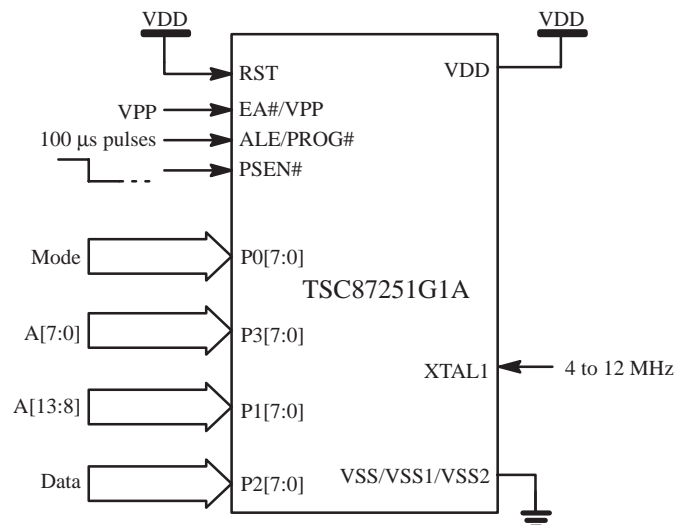 VDD
VDD
RST
VDD
VPP
EA#/VPP
100 µs pulses
ALE/PROG#
PSEN#
Mode
P0[7:0]
TSC87251G1A
A[7:0]
P3[7:0]
XTAL1
4 to 12 MHz
A[13:8]
P1[7:0]
Data
P2[7:0]
VSS/VSS1/VSS2